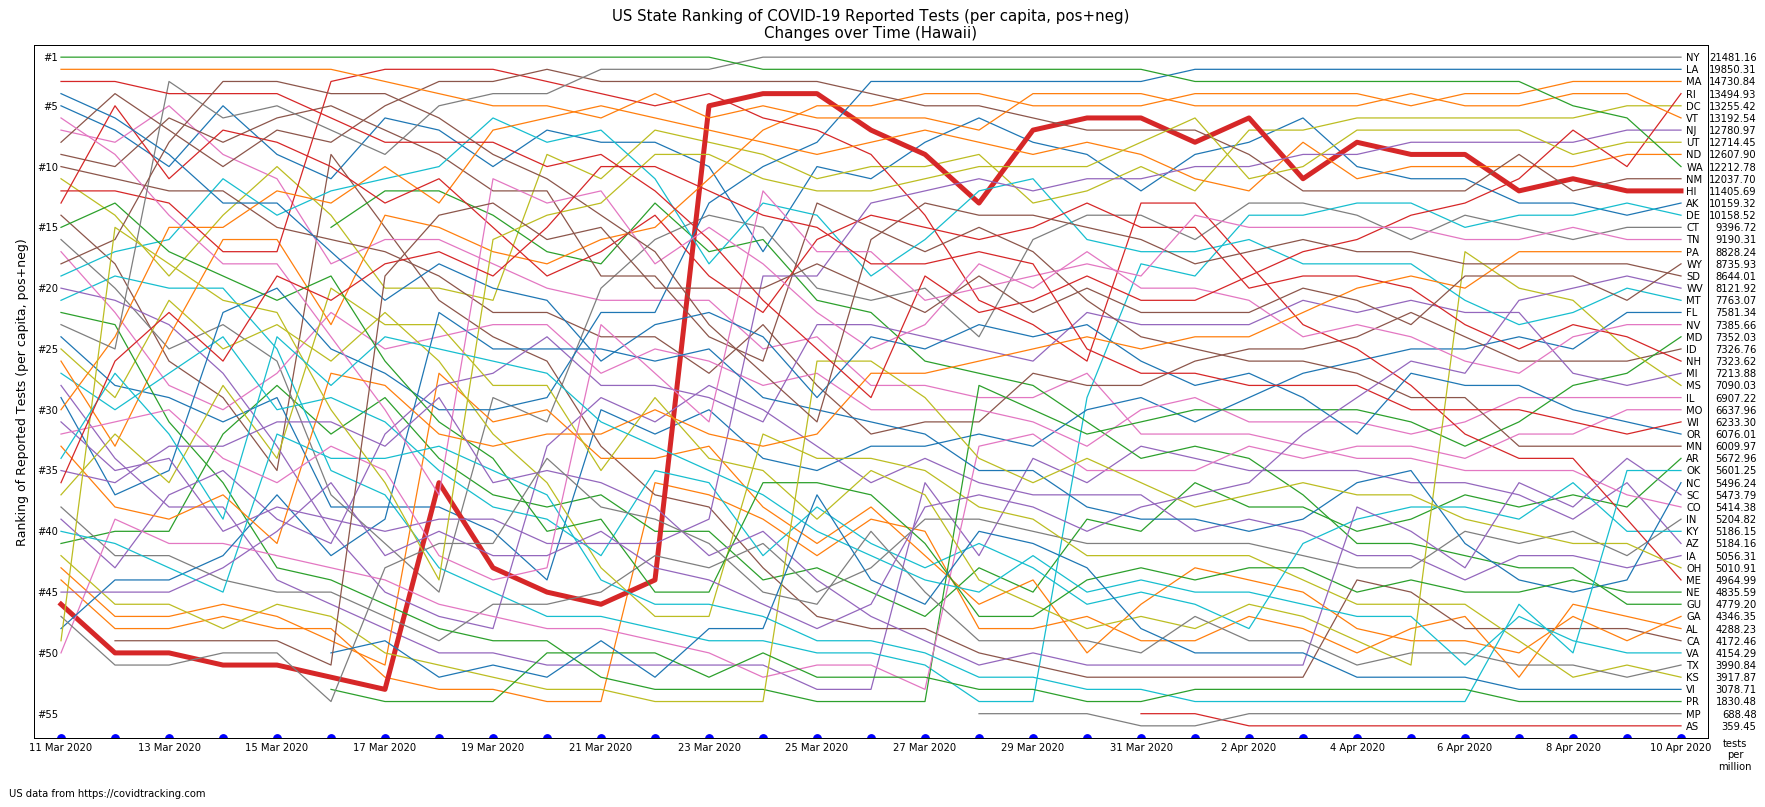 US State Ranking of COVID-19 Reported Tests (per capita, pos+neg)
Changes over Time (Hawaii)
Ranking of Reported Tests (per capita, pos+neg)
#1
#5
#10
#15
#20
#25
#30
#35
#40
#45
#50
#55
NY 21481.16
LA 19850.31
MA 14730.84
RI 13494.93
DC 13255.42
VT 13192.54
NJ 12780.97
UT 12714.45
ND 12607.90
WA 12212.78
NM 12037.70
HI 11405.69
AK 10159.32
DE 10158.52
CT 9396.72
TN 9190.31
PA 8828.24
WY 8735.93
SD 8644.01
WV 8121.92
MT 7763.07
FL 7581.34
NV 7385.66
MD 7352.03
ID 7326.76
NH 7323.62
MI 7213.88
MS 7090.03
IL 6907.22
MO 6637.96
WI 6233.30
OR 6076.01
MN 6009.97
AR 5672.96
OK 5601.25
NC 5496.24
SC 5473.79
CO 5414.38
IN 5204.82
KY 5186.15
AZ 5184.16
IA 5056.31
OH 5010.91
ME 4964.99
NE 4835.59
GU 4779.20
GA 4346.35
AL 4288.23
CA 4172.46
VA 4154.29
TX 3990.84
KS 3917.87
VI 3078.71
PR 1830.48
MP 688.48
AS 359.45
11 Mar 2020 13 Mar 2020 15 Mar 2020 17 Mar 2020 19 Mar 2020 21 Mar 2020 23 Mar 2020 25 Mar 2020 27 Mar 2020 29 Mar 2020 31 Mar 2020 2 Apr 2020 4 Apr 2020 6 Apr 2020 8 Apr 2020 10 Apr 2020
tests
per
million
US data from https://covidtracking.com